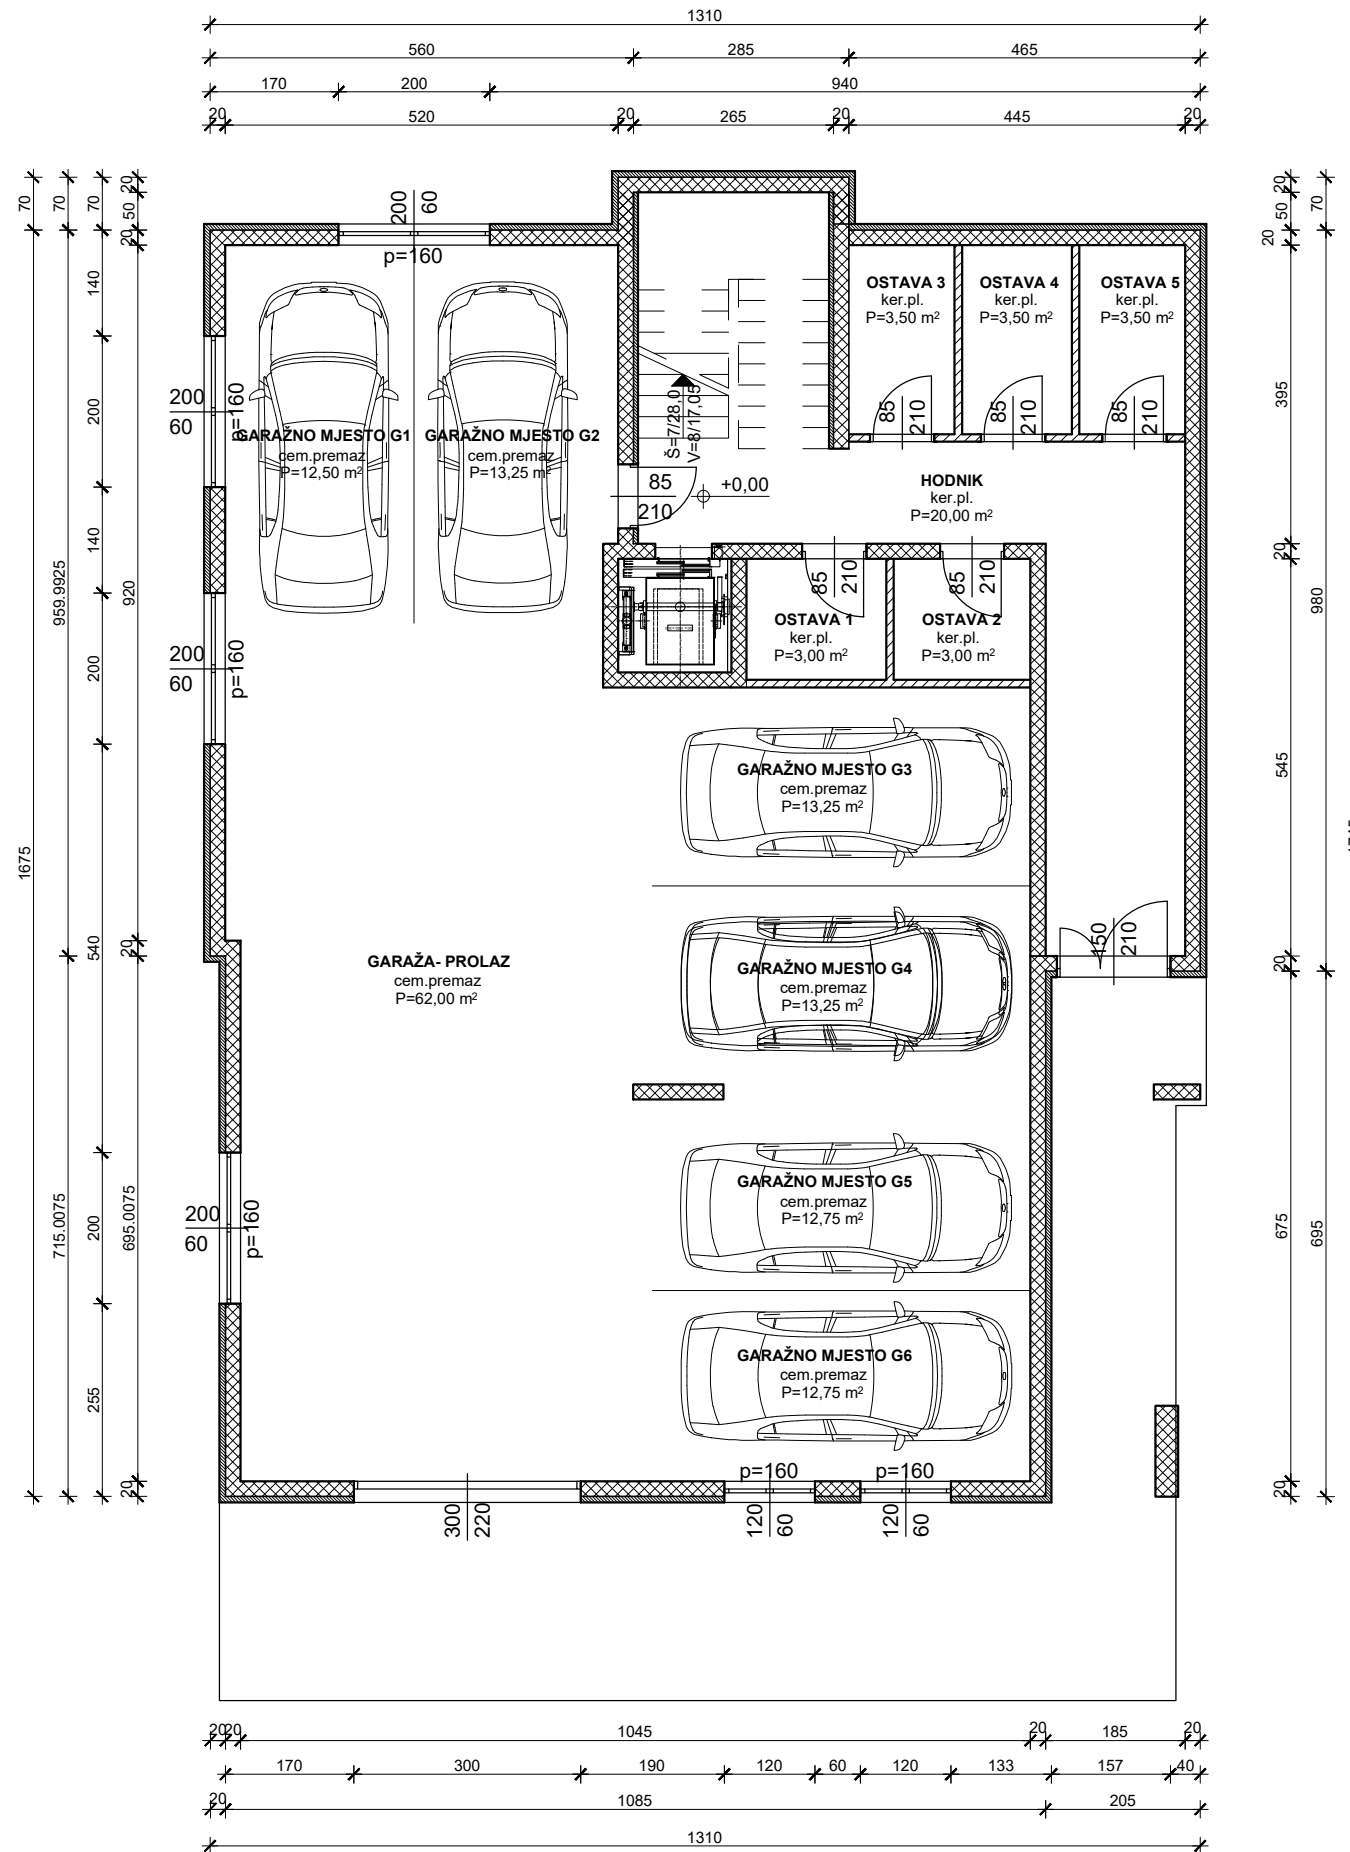 1310
560 285 465
170 200 940
20 520 20 265 20 445 20
70 70 70 20 50 20
20 50 20 70
200 60
p=160
OSTAVA 3
ker.pl.
P=3,50 m²
OSTAVA 4
ker.pl.
P=3,50 m²
OSTAVA 5
ker.pl.
P=3,50 m²
140
200
60
p=160
200
395
85 210
85 210
85 210
Š=7/28,0
V=8/17,05
GARAŽNO MJESTO G1
cem.premaz
P=12,50 m²
GARAŽNO MJESTO G2
cem.premaz
P=13,25 m²
85
210
+0,00
HODNIK
ker.pl.
P=20,00 m²
140
959.9925
920
20
980
85 210
85 210
OSTAVA 1
ker.pl.
P=3,00 m²
OSTAVA 2
ker.pl.
P=3,00 m²
200
60
p=160
200
GARAŽNO MJESTO G3
cem.premaz
P=13,25 m²
545
1675
540
20
GARAŽA- PROLAZ
cem.premaz
P=62,00 m²
GARAŽNO MJESTO G4
cem.premaz
P=13,25 m²
150 210
20
GARAŽNO MJESTO G5
cem.premaz
P=12,75 m²
715.0075
200
695.0075
200
60
p=160
675
695
GARAŽNO MJESTO G6
cem.premaz
P=12,75 m²
255
20
20
p=160
p=160
300 220
120 60
120 60
20 20 1045 20 185 20
170 300 190 120 60 120 133 157 40
20 1085 205
1310